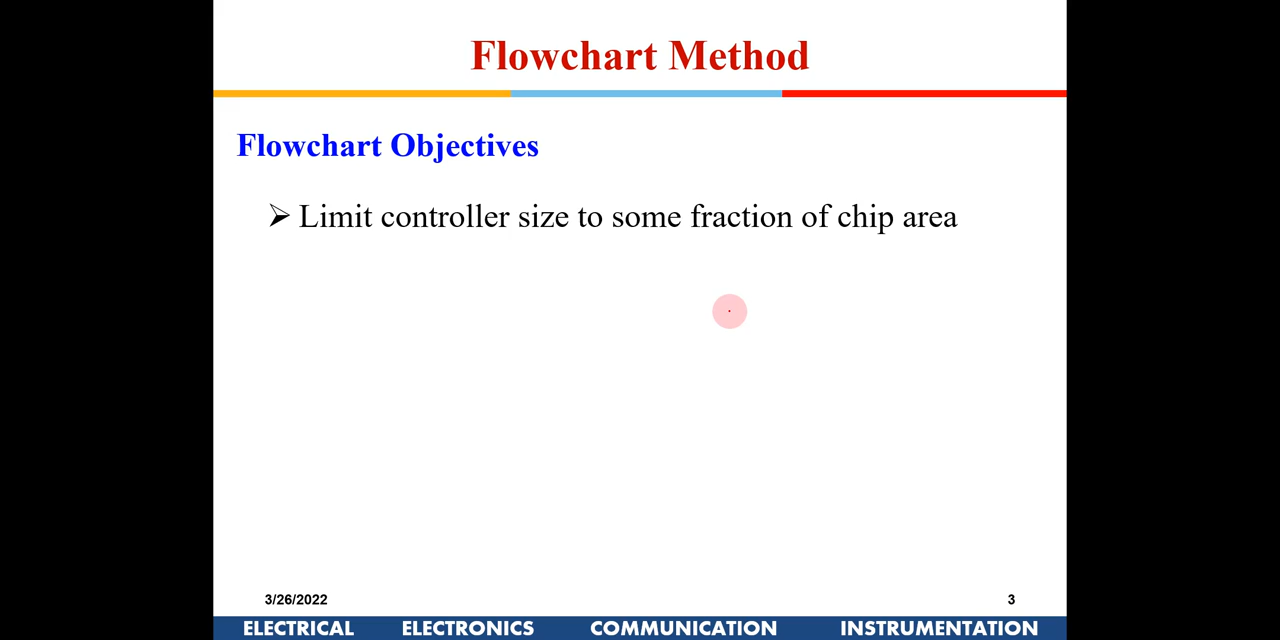 Flowchart Method
Flowchart Objectives
➢ Limit controller size to some fraction of chip area
3/26/2022 3
ELECTRICAL ELECTRONICS COMMUNICATION INSTRUMENTATION